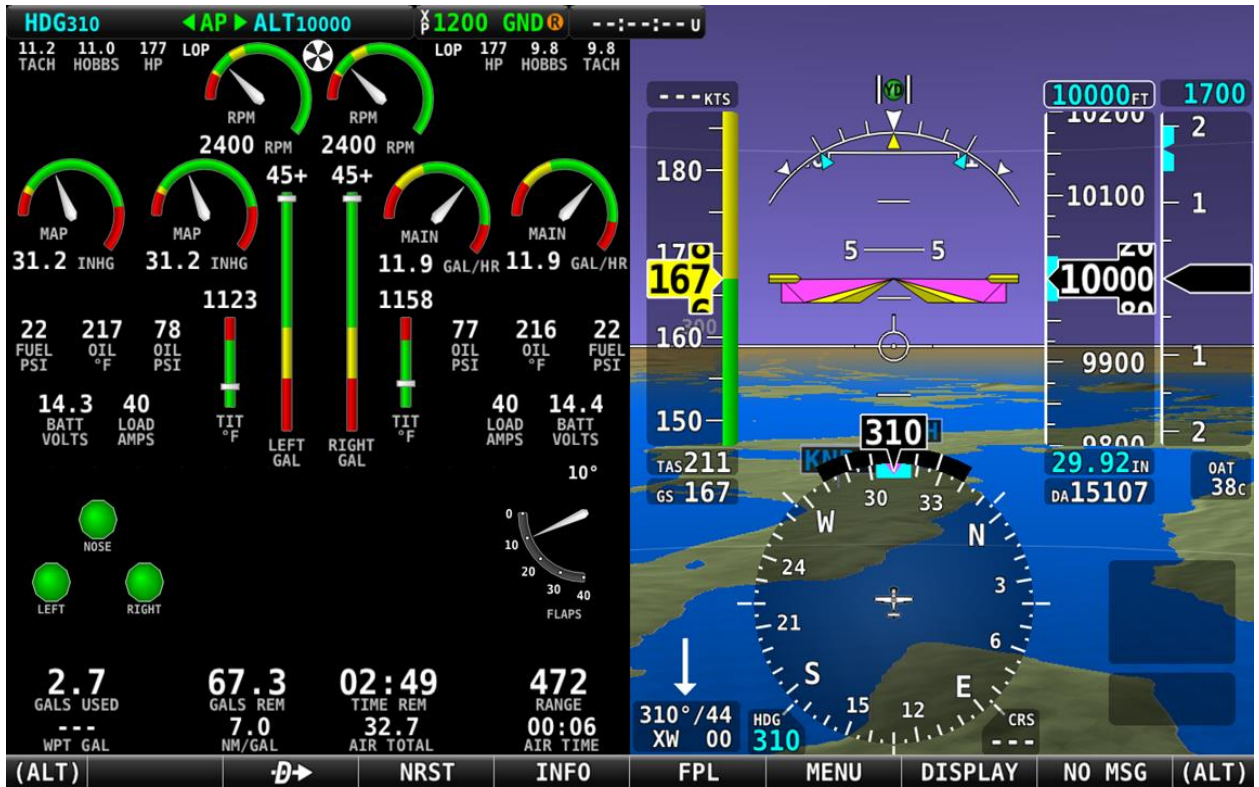 HDG310 AP ALT10000 XP 1200 GND R --:--:-- U
11.2 11.0 177 LOP LOP 177 9.8 9.8
TACH HOBBS HP HP HOBBS TACH
RPM RPM
2400 RPM 2400 RPM
45+ 45+
MAP MAP MAIN MAIN
31.2 INHG 31.2 INHG 11.9 GAL/HR 11.9 GAL/HR
1123 1158
22 217 78 77 216 22
FUEL OIL OIL OIL OIL FUEL
PSI °F PSI PSI °F PSI
14.3 40 40 14.4
BATT LOAD LOAD BATT
VOLTS AMPS AMPS VOLTS
TIT TIT
°F °F
LEFT RIGHT
GAL GAL
10°
0
10
20
30
40
FLAPS
NOSE
LEFT RIGHT
2.7 67.3 02:49 472
GALS USED GALS REM TIME REM RANGE
--- 7.0 32.7 00:06
WPT GAL NM/GAL AIR TOTAL AIR TIME
---KTS YD 10000FT 1700
180
167
160
150
300
5 5
10200
10100
10000
9900
9800
2
1
1
2
TAS211 310 29.92IN OAT
GS 167 DA15107 38C
30 33
W N
24 3
21 6
S E
15 12
310°/44 HDG CRS
XW 00 310 ---
(ALT) D NRST INFO FPL MENU DISPLAY NO MSG (ALT)